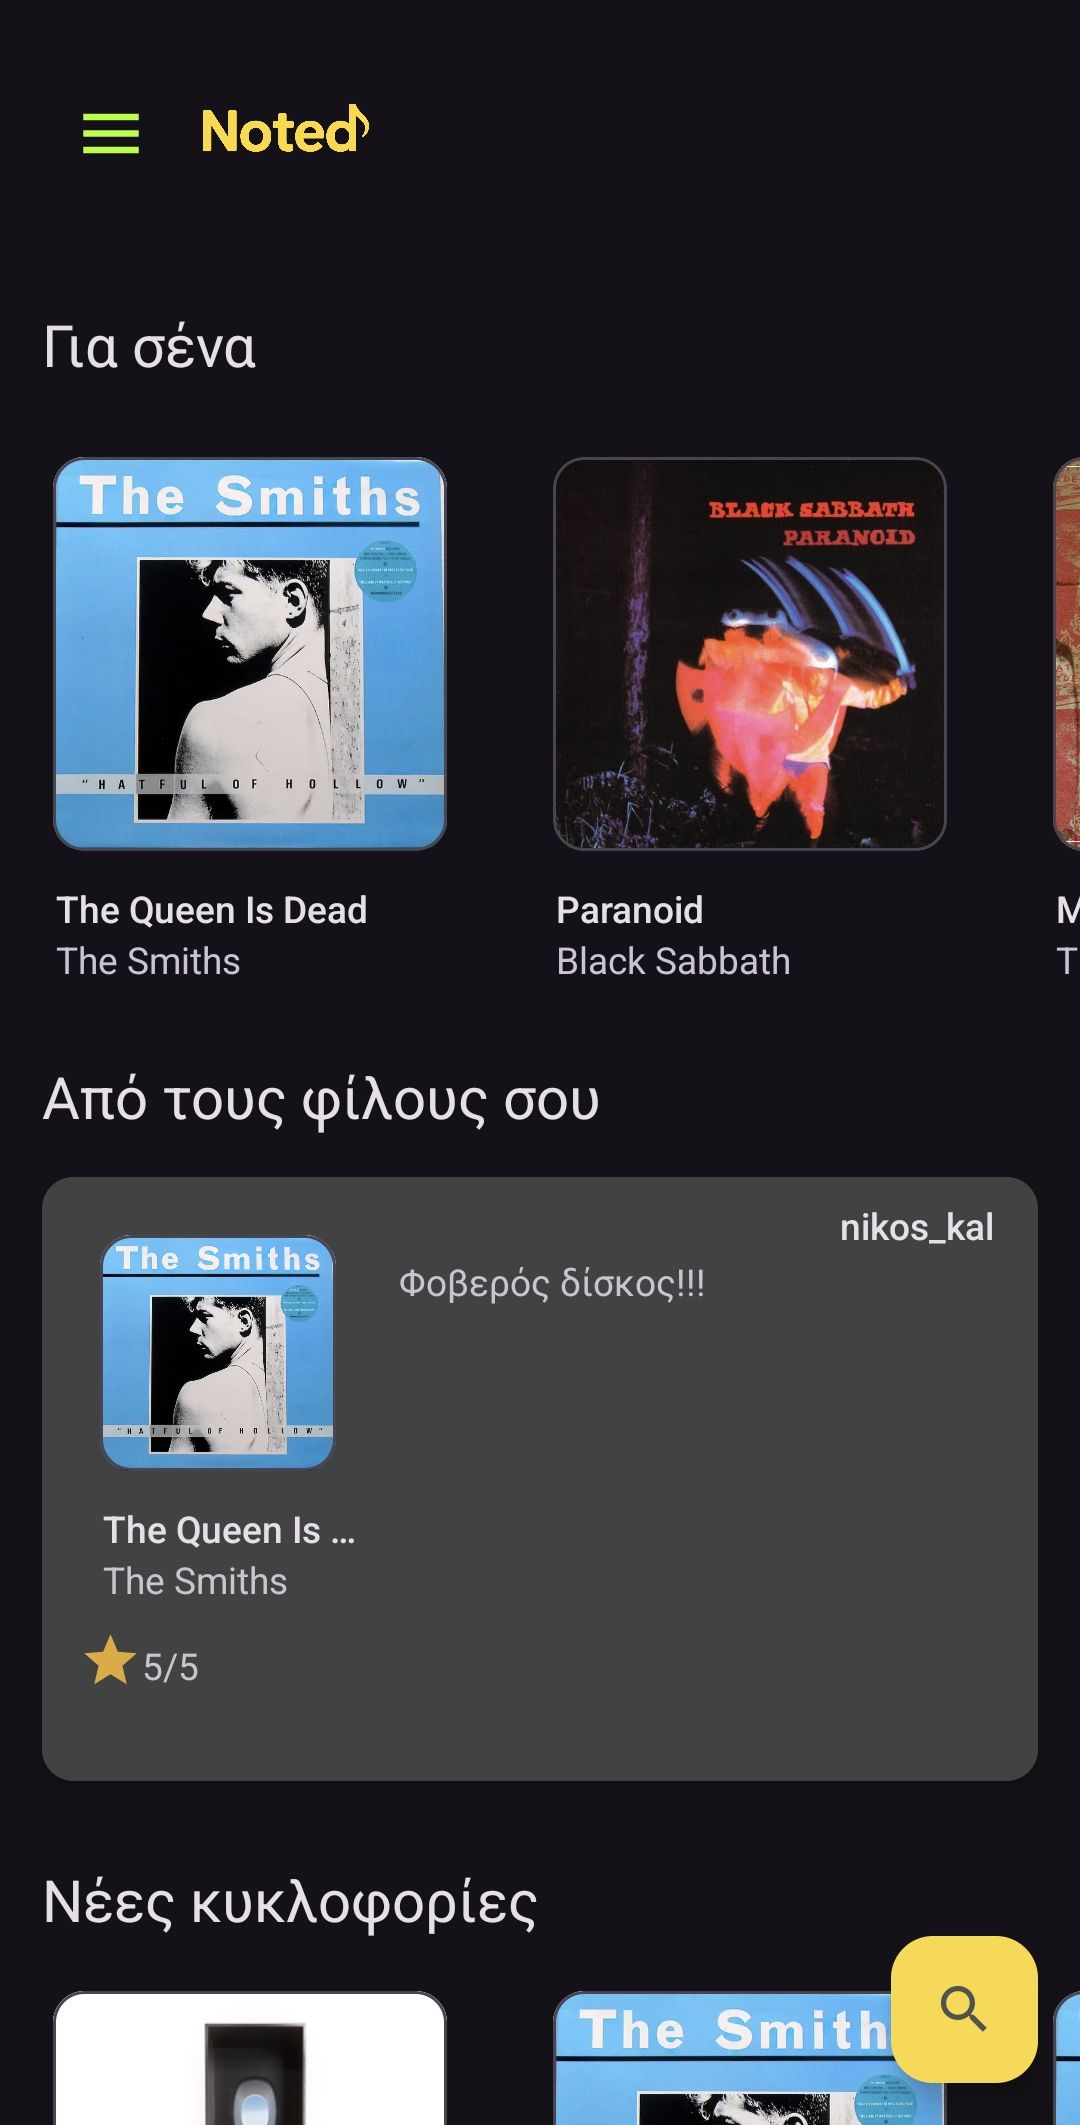 Noted
Για σένα
The Smiths
"HATFUL OF HOLLOW"
BLACK SABBATH
PARANOID
The Queen Is Dead
The Smiths
Paranoid
Black Sabbath
M
T
Από τους φίλους σου
nikos_kal
The Smiths
Φοβερός δίσκος!!!
"HATFUL OF HOLLOW"
The Queen Is ...
The Smiths
5/5
Νέες κυκλοφορίες
The Smith